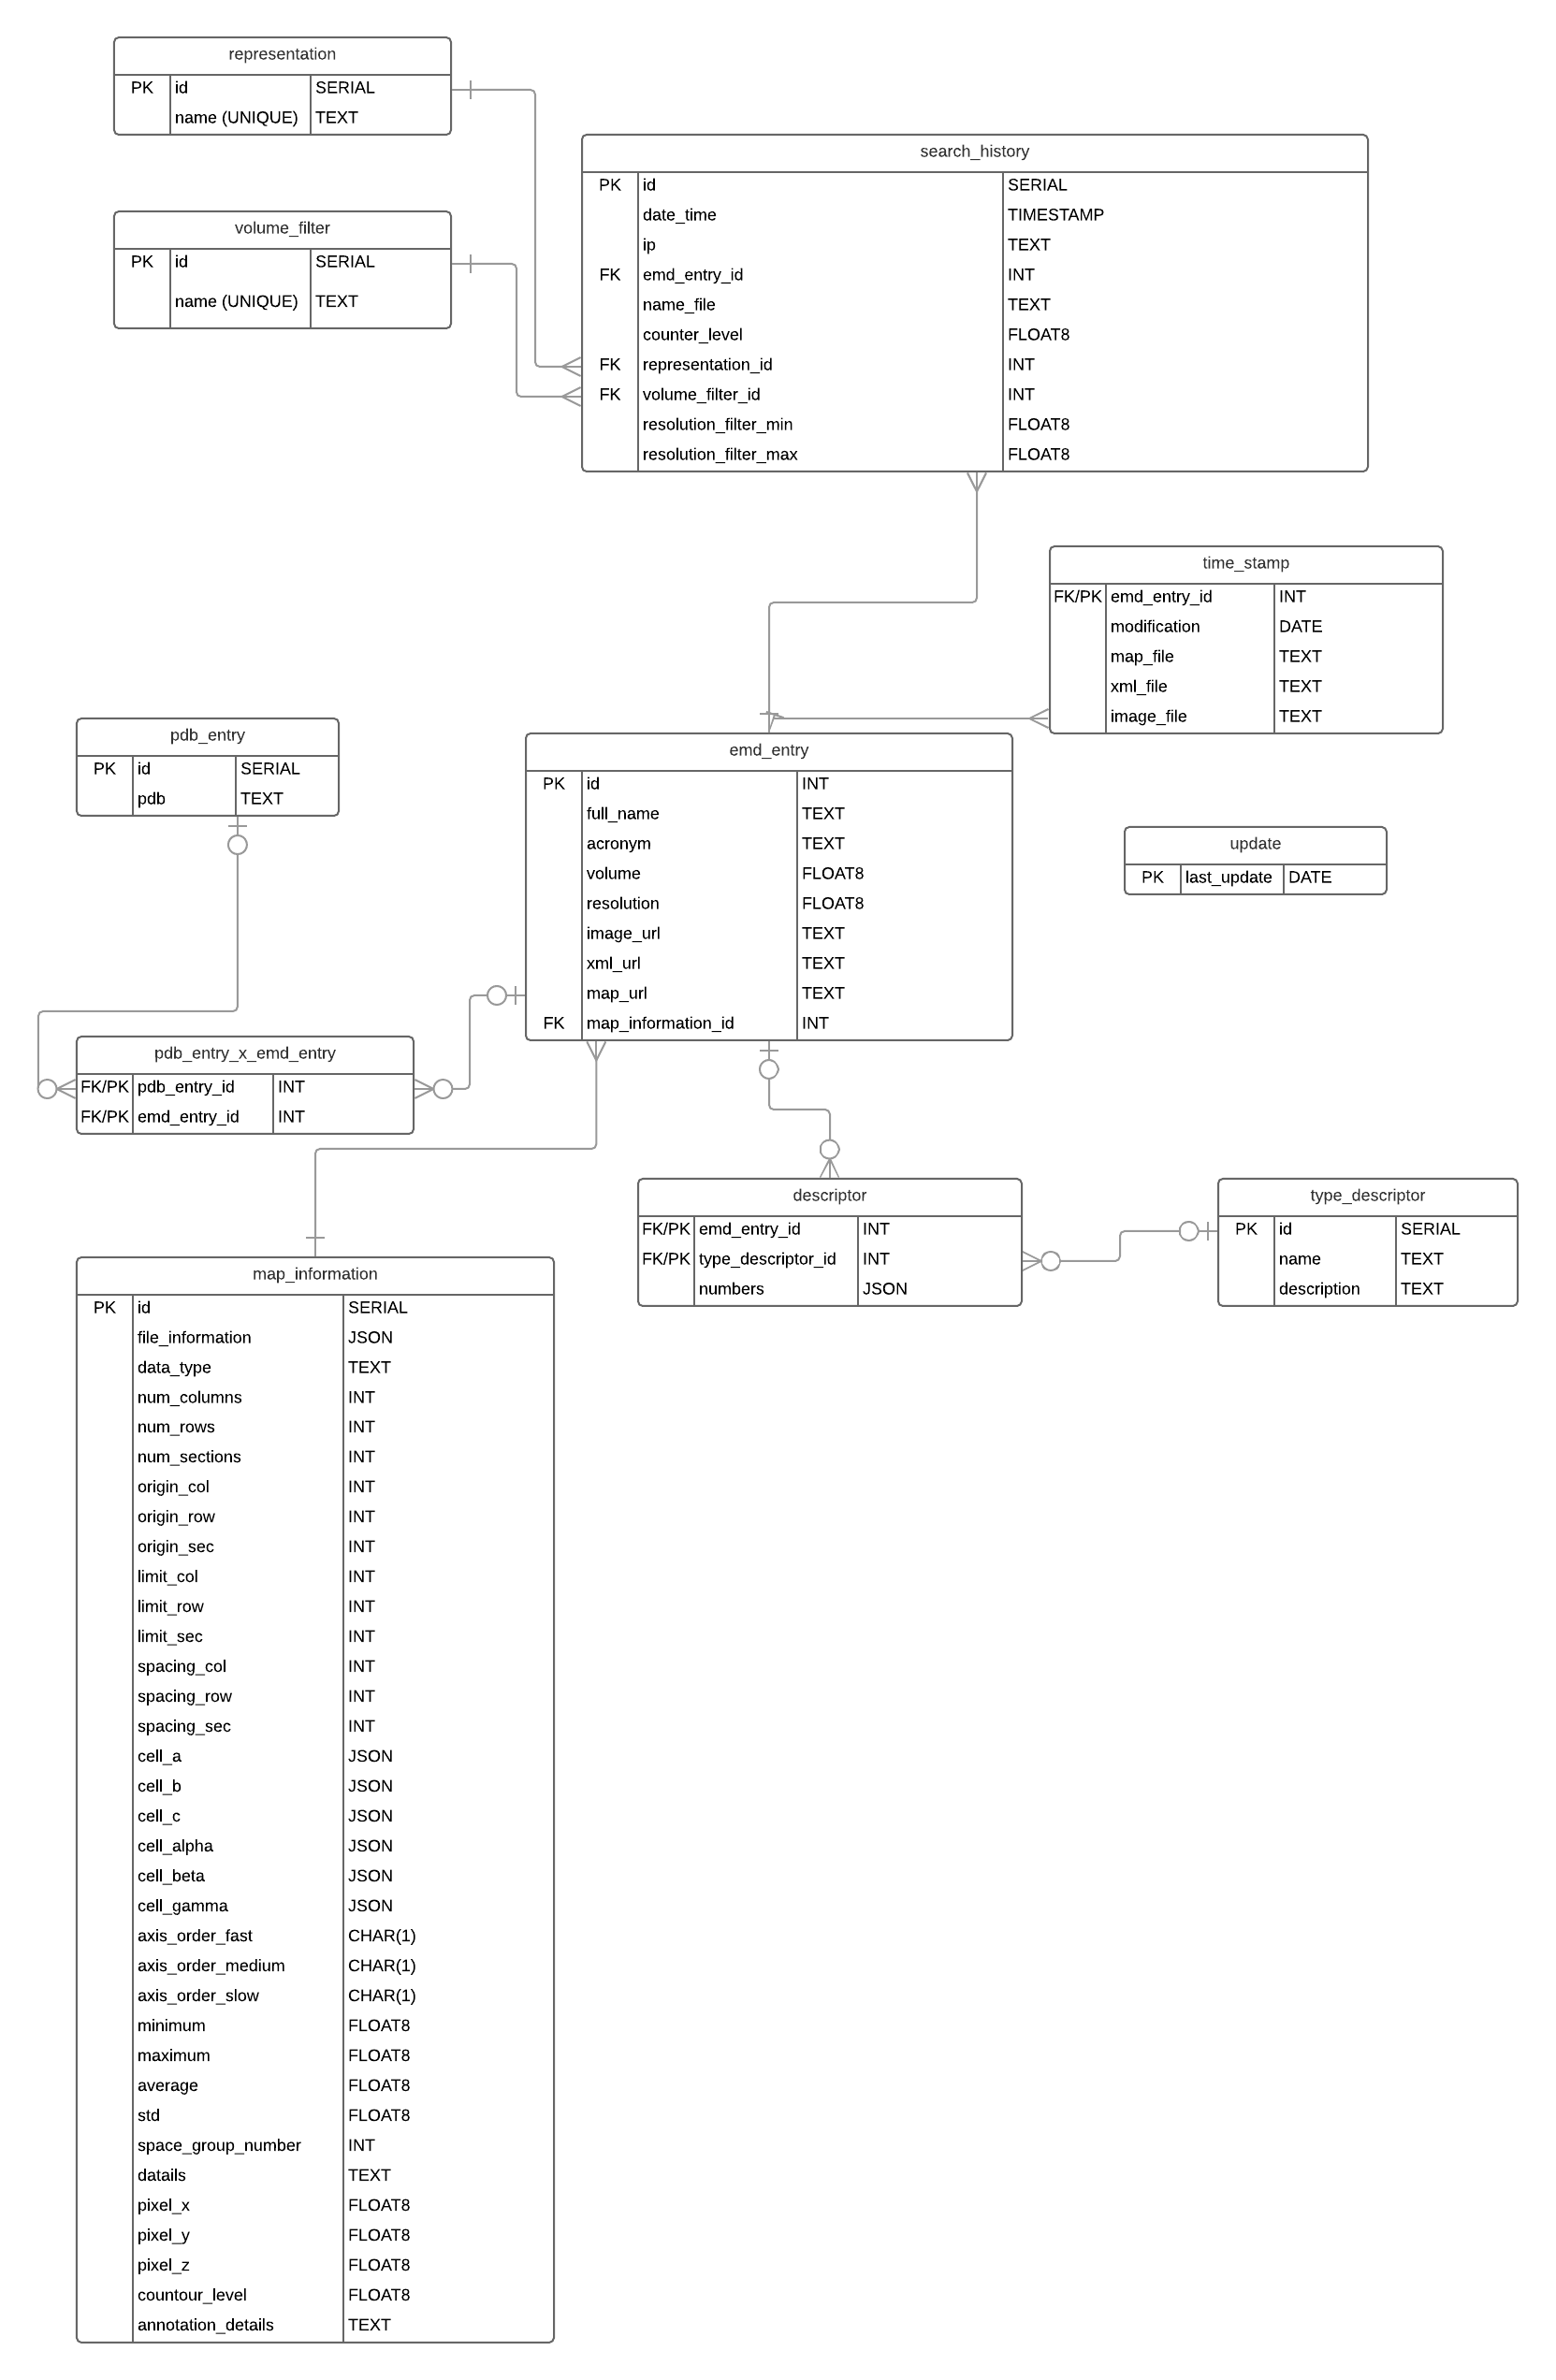 representation
PK id SERIAL
name (UNIQUE) TEXT
volume_filter
PK id SERIAL
name (UNIQUE) TEXT
search_history
PK id SERIAL
date_time TIMESTAMP
ip TEXT
FK emd_entry_id INT
name_file TEXT
counter_level FLOAT8
FK representation_id INT
FK volume_filter_id INT
resolution_filter_min FLOAT8
resolution_filter_max FLOAT8
time_stamp
FK/PK emd_entry_id INT
modification DATE
map_file TEXT
xml_file TEXT
image_file TEXT
pdb_entry
PK id SERIAL
pdb TEXT
emd_entry
PK id INT
full_name TEXT
acronym TEXT
volume FLOAT8
resolution FLOAT8
image_url TEXT
xml_url TEXT
map_url TEXT
FK map_information_id INT
update
PK last_update DATE
pdb_entry_x_emd_entry
FK/PK pdb_entry_id INT
FK/PK emd_entry_id INT
descriptor
FK/PK emd_entry_id INT
FK/PK type_descriptor_id INT
numbers JSON
type_descriptor
PK id SERIAL
name TEXT
description TEXT
map_information
PK id SERIAL
file_information JSON
data_type TEXT
num_columns INT
num_rows INT
num_sections INT
origin_col INT
origin_row INT
origin_sec INT
limit_col INT
limit_row INT
limit_sec INT
spacing_col INT
spacing_row INT
spacing_sec INT
cell_a JSON
cell_b JSON
cell_c JSON
cell_alpha JSON
cell_beta JSON
cell_gamma JSON
axis_order_fast CHAR(1)
axis_order_medium CHAR(1)
axis_order_slow CHAR(1)
minimum FLOAT8
maximum FLOAT8
average FLOAT8
std FLOAT8
space_group_number INT
datails TEXT
pixel_x FLOAT8
pixel_y FLOAT8
pixel_z FLOAT8
countour_level FLOAT8
annotation_details TEXT